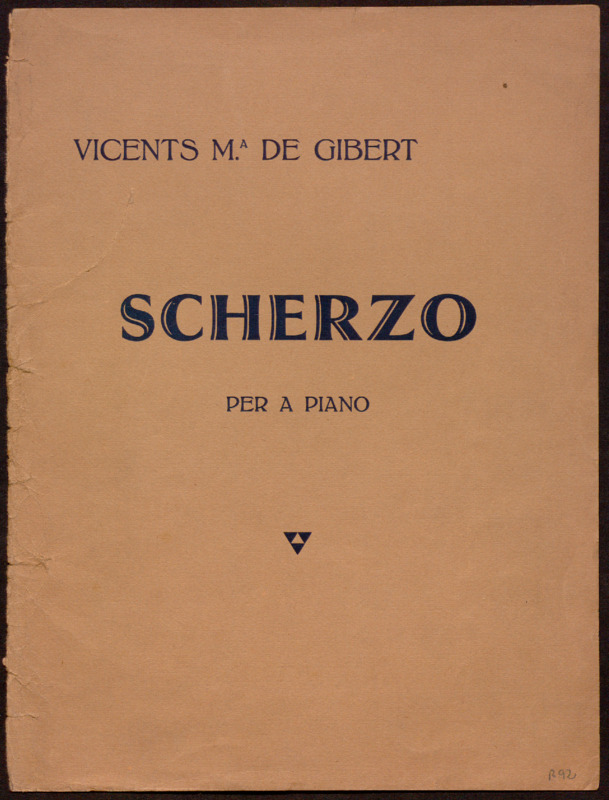 VICENTS M.ᴬ DE GIBERT
SCHERZO
PER A PIANO
R92